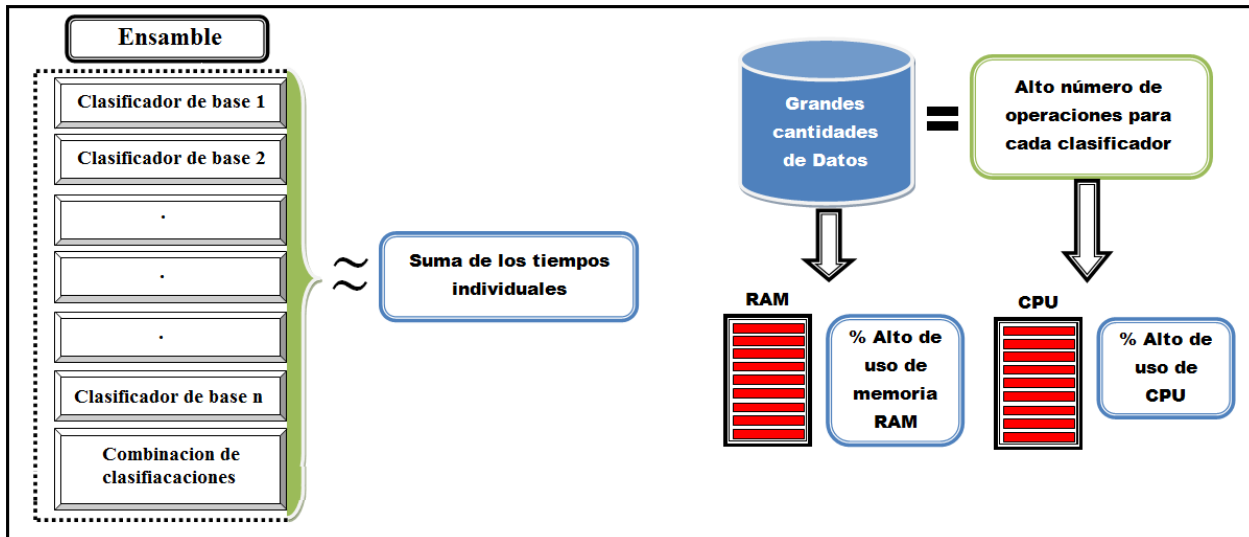 Ensamble
Clasificador de base 1
Clasificador de base 2
.
.
.
Clasificador de base n
Combinacion de
clasifiacaciones
≈
Suma de los tiempos
individuales
Grandes
cantidades
de Datos
=
Alto número de
operaciones para
cada clasificador
RAM
% Alto de
uso de
memoria
RAM
CPU
% Alto de
uso de
CPU